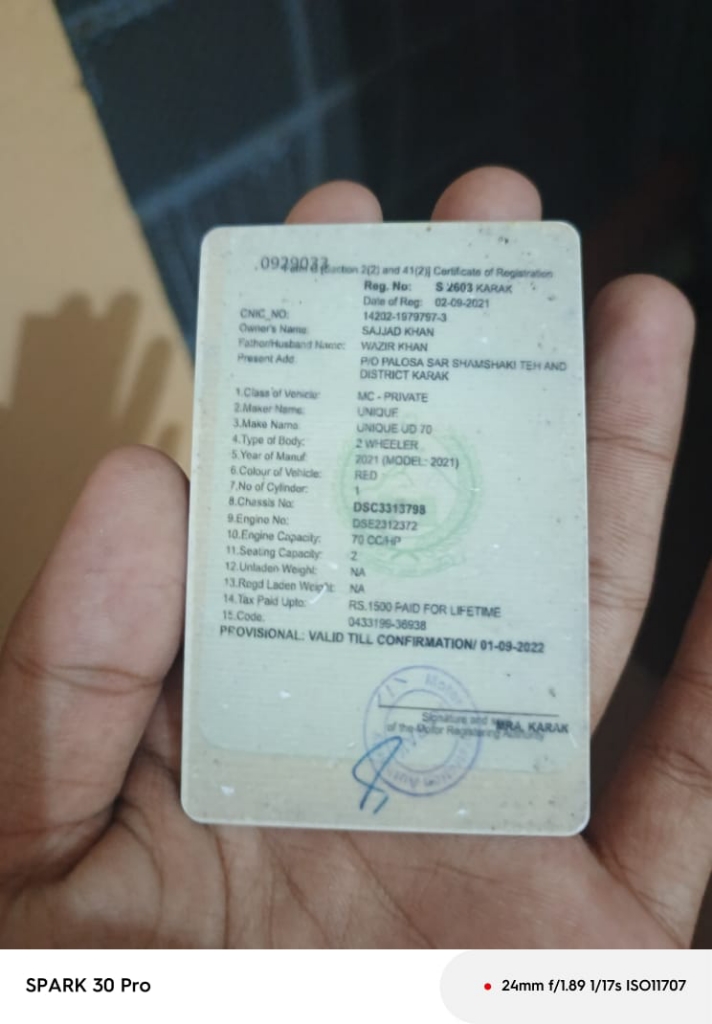 0929033
[Section 2(2) and 41(2)] Certificate of Registration
Reg. No: S 2603 KARAK
Date of Reg: 02-09-2021
CNIC_NO: 14202-1979797-3
Owner's Name: SAJJAD KHAN
Father/Husband Name: WAZIR KHAN
Present Add: P/O PALOSA SAR SHAMSHAKI TEH AND
DISTRICT KARAK
1.Class of Vehicle: MC - PRIVATE
2.Maker Name: UNIQUE
3.Make Name: UNIQUE UD 70
4.Type of Body: 2 WHEELER
5.Year of Manuf: 2021 (MODEL: 2021)
6.Colour of Vehicle: RED
7.No of Cylinder: 1
8.Chassis No: DSC3313798
9.Engine No: DSE2312372
10.Engine Capacity: 70 CC/HP
11.Seating Capacity: 2
12.Unladen Weight: NA
13.Regd Laden Weight: NA
14.Tax Paid Upto: RS.1500 PAID FOR LIFETIME
15.Code: 0433199-36938
PROVISIONAL: VALID TILL CONFIRMATION/ 01-09-2022
Signature and MRA, KARAK
of the Motor Registering Authority
Motor
SPARK 30 Pro
24mm f/1.89 1/17s ISO11707